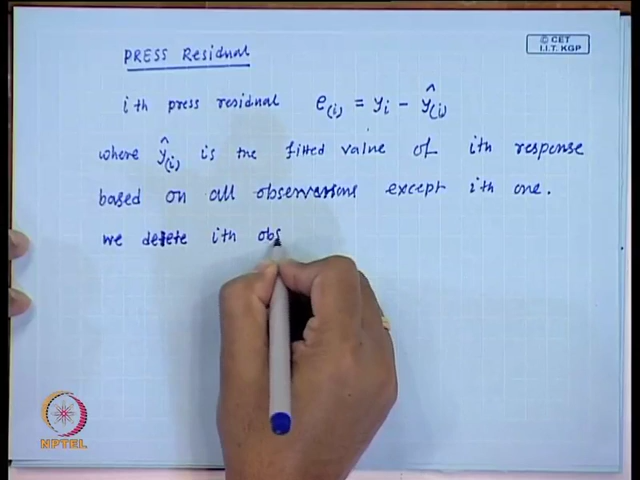 © CET
I.I.T. KGP
PRESS Residual
ith press residual e(i) = yi - ŷ(i)
where ŷ(i) is the fitted value of ith response
based on all observations except ith one.
we delete ith obs
NPTEL